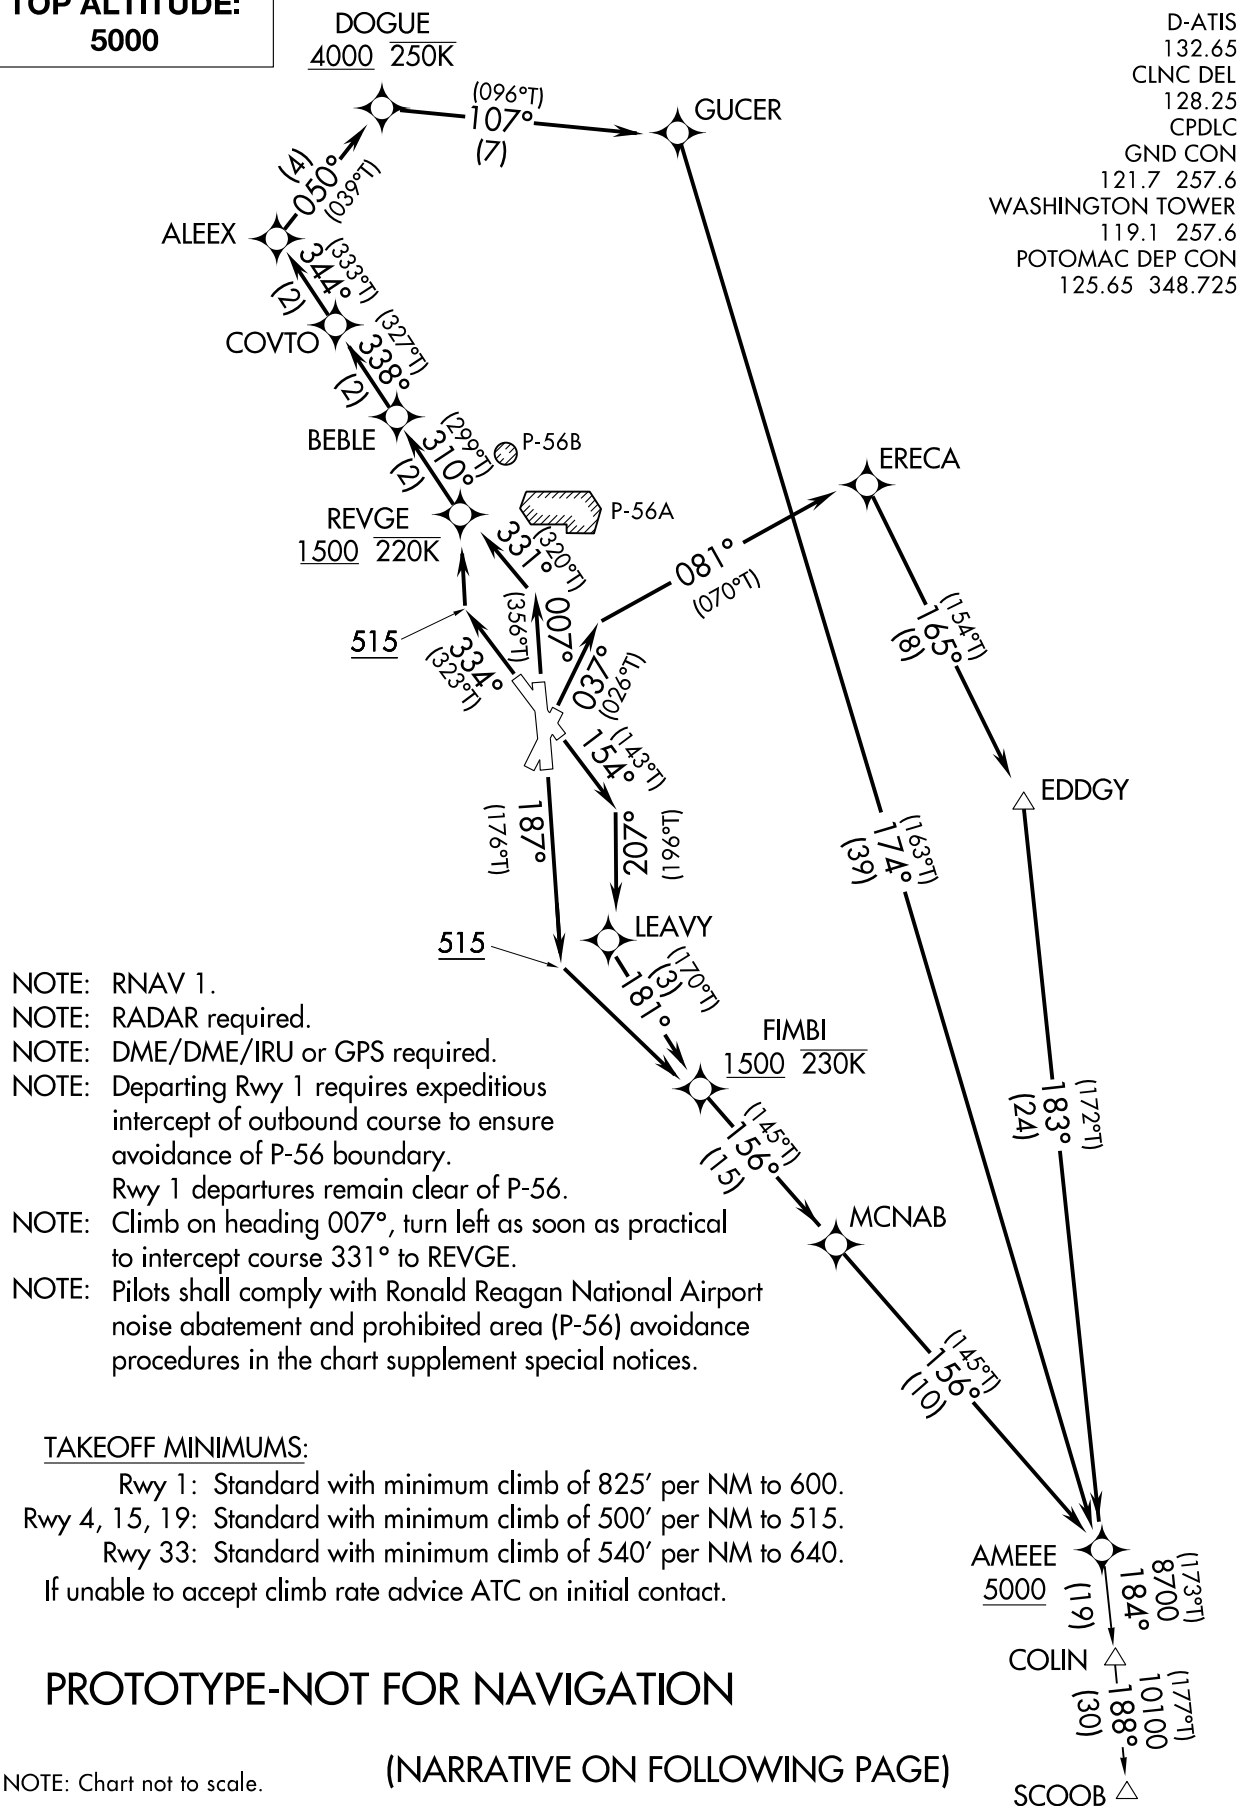 TOP ALTITUDE:
5000
D-ATIS
132.65
CLNC DEL
128.25
CPDLC
GND CON
121.7 257.6
WASHINGTON TOWER
119.1 257.6
POTOMAC DEP CON
125.65 348.725
DOGUE
4000 250K
(096°T)
107°
(7)
GUCER
(4)
050°
(039°T)
ALEEX
(333°T)
344°
(2)
COVTO
(327°T)
338°
(2)
BEBLE
(299°T)
310°
(2)
P-56B
P-56A
REVGE
1500 220K
ERECA
331°
(320°T)
081°
(070°T)
007°
(356°T)
515
334°
(323°T)
037°
(026°T)
(154°T)
165°
(8)
154°
(143°T)
EDDGY
187°
(176°T)
207°
(196°T)
(163°T)
174°
(39)
LEAVY
515
(170°T)
(3)
181°
FIMBI
1500 230K
(172°T)
183°
(24)
(145°T)
156°
(15)
MCNAB
(145°T)
156°
(10)
NOTE: RNAV 1.
NOTE: RADAR required.
NOTE: DME/DME/IRU or GPS required.
NOTE: Departing Rwy 1 requires expeditious
intercept of outbound course to ensure
avoidance of P-56 boundary.
Rwy 1 departures remain clear of P-56.
NOTE: Climb on heading 007°, turn left as soon as practical
to intercept course 331° to REVGE.
NOTE: Pilots shall comply with Ronald Reagan National Airport
noise abatement and prohibited area (P-56) avoidance
procedures in the chart supplement special notices.
TAKEOFF MINIMUMS:
Rwy 1: Standard with minimum climb of 825' per NM to 600.
Rwy 4, 15, 19: Standard with minimum climb of 500' per NM to 515.
Rwy 33: Standard with minimum climb of 540' per NM to 640.
If unable to accept climb rate advice ATC on initial contact.
AMEEE
5000
(173°T)
8700
184°
(19)
COLIN
(177°T)
10100
188°
(30)
SCOOB
PROTOTYPE-NOT FOR NAVIGATION
(NARRATIVE ON FOLLOWING PAGE)
NOTE: Chart not to scale.